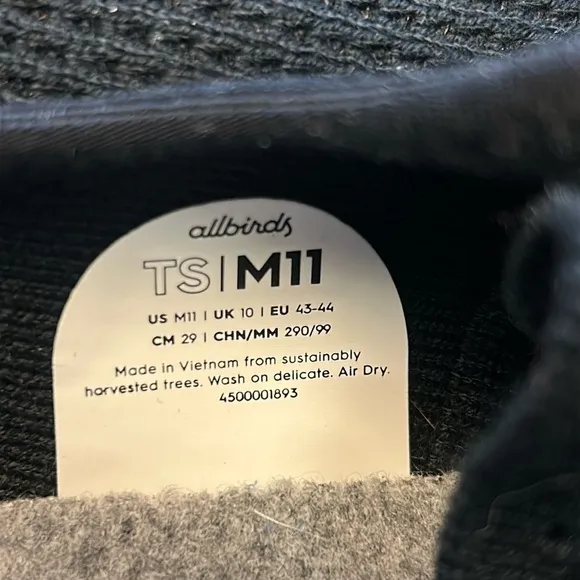 allbirds
TS | M11
US M11 | UK 10 | EU 43-44
CM 29 | CHN/MM 290/99
Made in Vietnam from sustainably
harvested trees. Wash on delicate. Air Dry.
4500001893